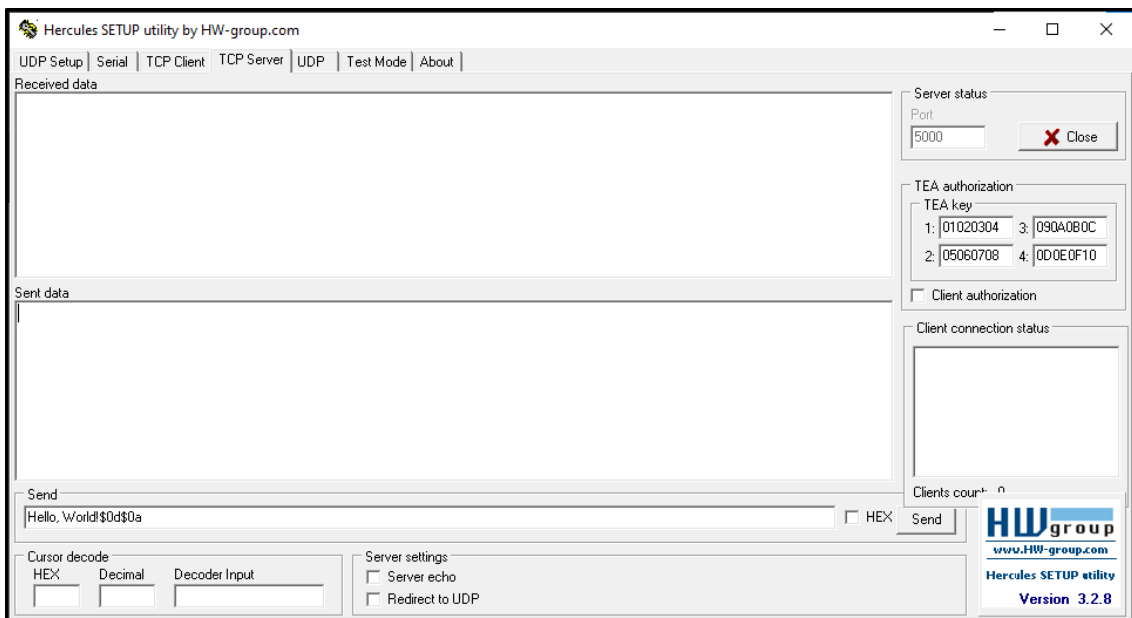 Hercules SETUP utility by HW-group.com
UDP Setup Serial TCP Client TCP Server UDP Test Mode About
Received data
Server status
Port
5000 Close
TEA authorization
TEA key
1: 01020304 3: 090A0B0C
2: 05060708 4: 0D0E0F10
Client authorization
Sent data
Client connection status
Clients count: 0
Send
Hello, World!$0d$0a HEX Send
Cursor decode
HEX Decimal Decoder Input
Server settings
Server echo
Redirect to UDP
HW group
www.HW-group.com
Hercules SETUP utility
Version 3.2.8